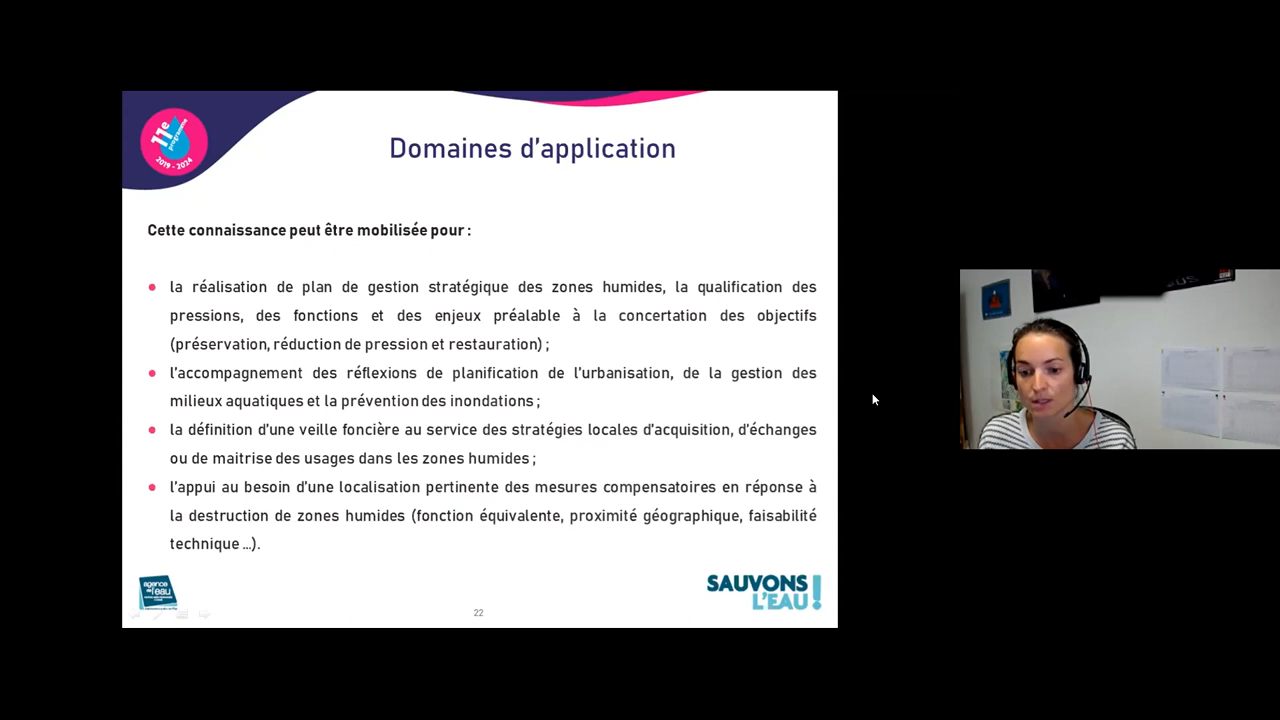 11e
programme
2019 - 2024
Domaines d'application
Cette connaissance peut être mobilisée pour :
la réalisation de plan de gestion stratégique des zones humides, la qualification des
pressions, des fonctions et des enjeux préalable à la concertation des objectifs
(préservation, réduction de pression et restauration) ;
l'accompagnement des réflexions de planification de l'urbanisation, de la gestion des
milieux aquatiques et la prévention des inondations ;
la définition d'une veille foncière au service des stratégies locales d'acquisition, d'échanges
ou de maitrise des usages dans les zones humides ;
l'appui au besoin d'une localisation pertinente des mesures compensatoires en réponse à
la destruction de zones humides (fonction équivalente, proximité géographique, faisabilité
technique ...).
agence
de l'eau
22
SAUVONS
L'EAU !